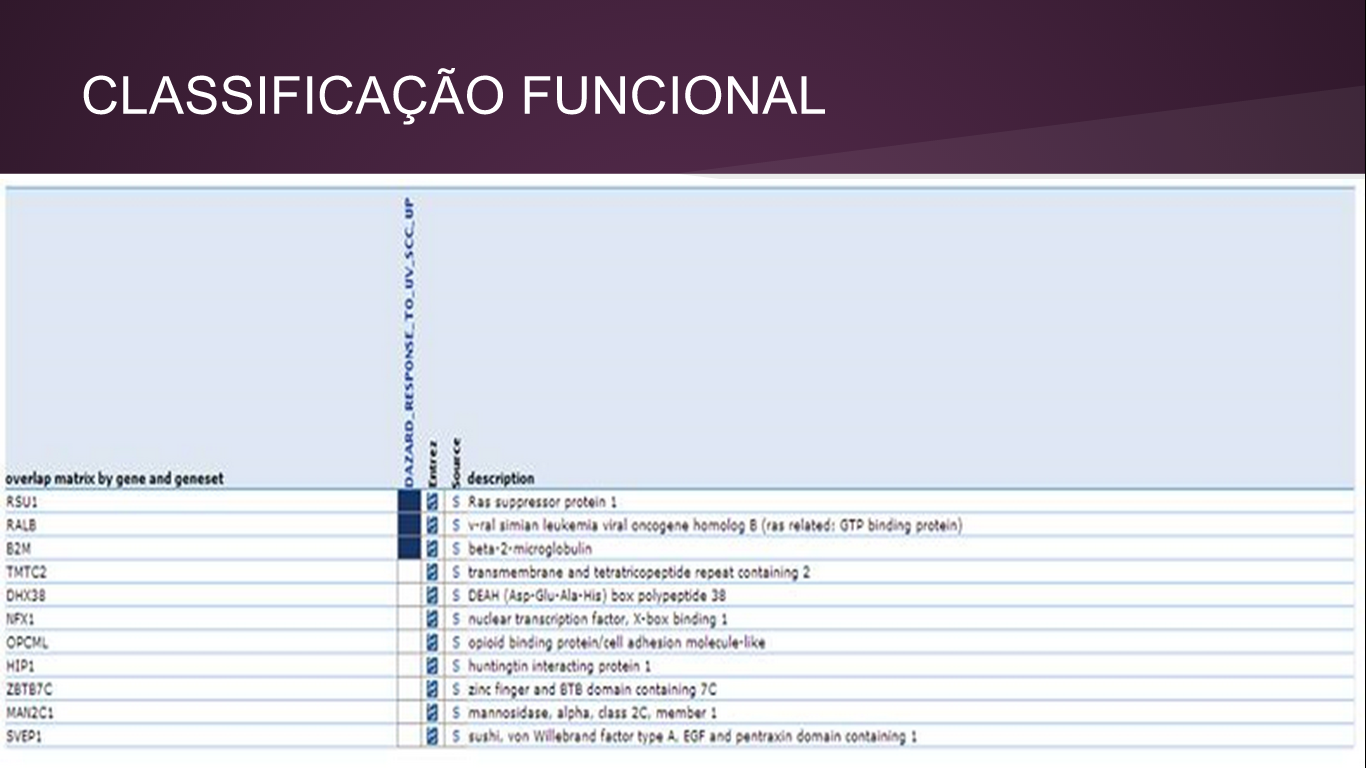 CLASSIFICAÇÃO FUNCIONAL
DAZARD_RESPONSE_TO_UV_SCC_UP
Entrez
Source
overlap matrix by gene and geneset description
RSU1 S Ras suppressor protein 1
RALB S v-ral simian leukemia viral oncogene homolog B (ras related; GTP binding protein)
B2M S beta-2-microglobulin
TMTC2 S transmembrane and tetratricopeptide repeat containing 2
DHX38 S DEAH (Asp-Glu-Ala-His) box polypeptide 38
NFX1 S nuclear transcription factor, X-box binding 1
OPCML S opioid binding protein/cell adhesion molecule-like
HIP1 S huntingtin interacting protein 1
ZBTB7C S zinc finger and BTB domain containing 7C
MAN2C1 S mannosidase, alpha, class 2C, member 1
SVEP1 S sushi, von Willebrand factor type A, EGF and pentraxin domain containing 1